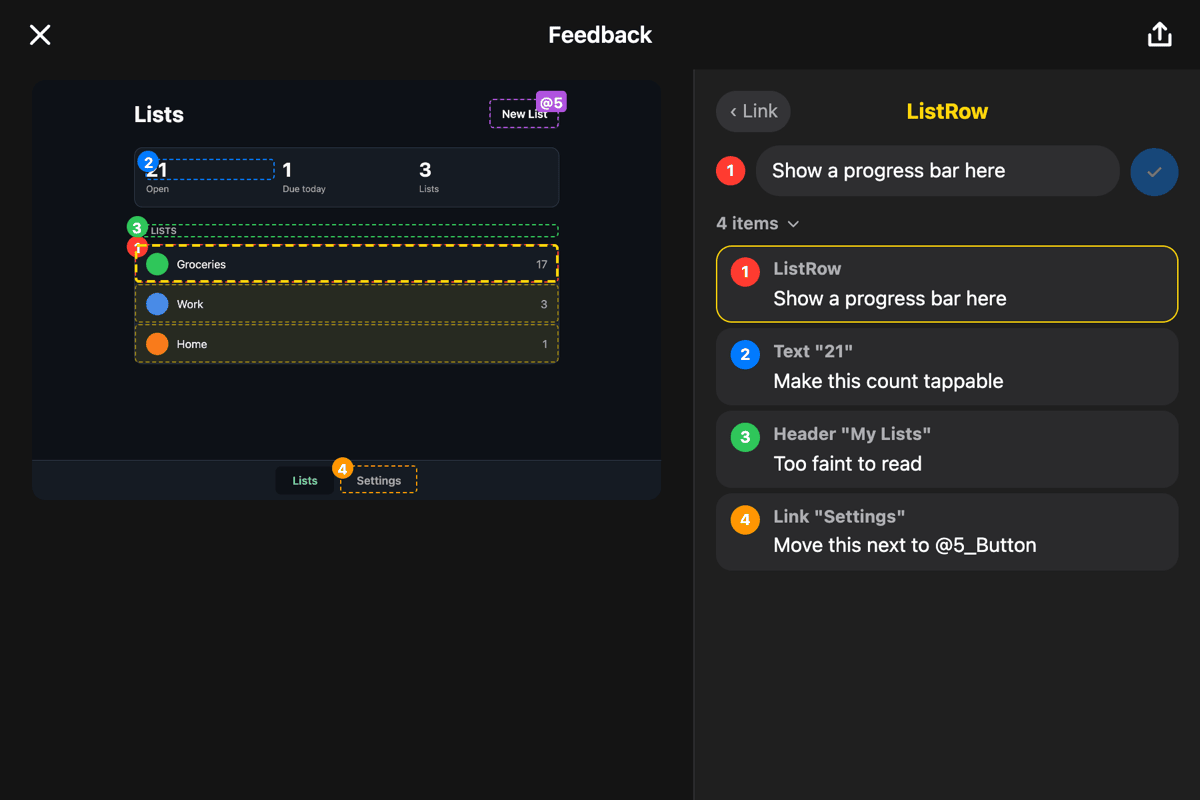 Feedback
Lists
New List
@5
2
21
1
3
Open
Due today
Lists
3
LISTS
1
Groceries
17
Work
3
Home
1
Lists
4
Settings
‹ Link
ListRow
1
Show a progress bar here
4 items
1
ListRow
Show a progress bar here
2
Text "21"
Make this count tappable
3
Header "My Lists"
Too faint to read
4
Link "Settings"
Move this next to @5_Button